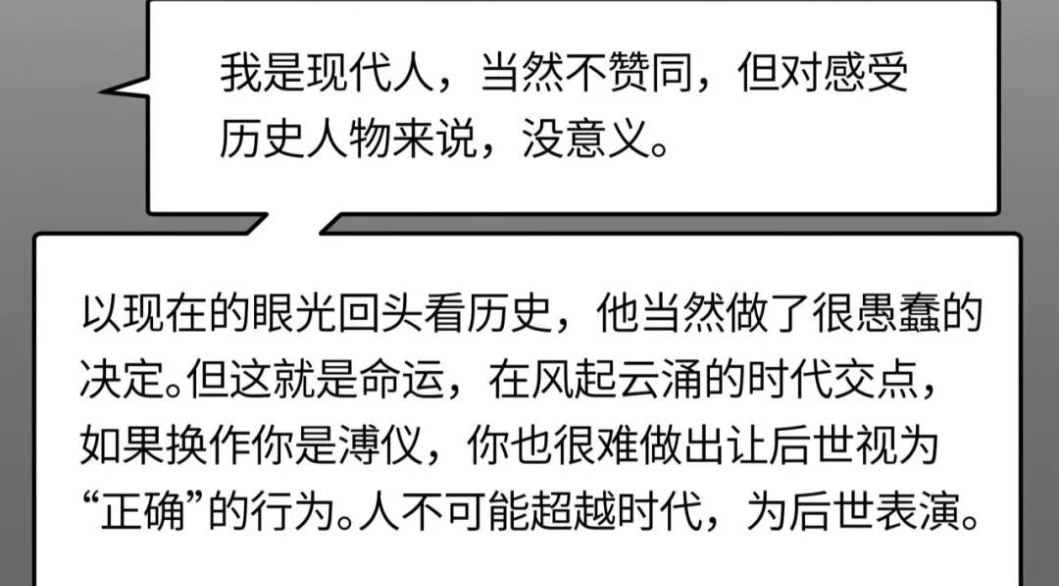 我是现代人，当然不赞同，但对感受
历史人物来说，没意义。
以现在的眼光回头看历史，他当然做了很愚蠢的
决定。但这就是命运，在风起云涌的时代交点，
如果换作你是溥仪，你也很难做出让后世视为
“正确”的行为。人不可能超越时代，为后世表演。